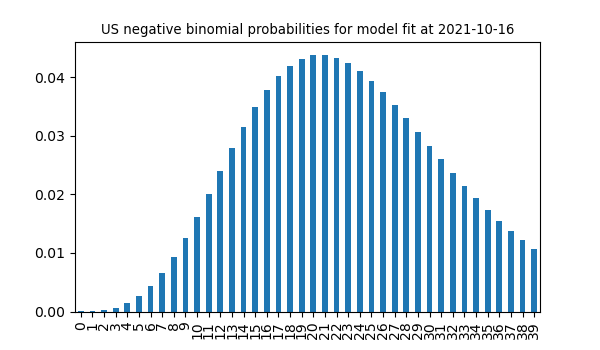 US negative binomial probabilities for model fit at 2021-10-16
0.04
0.03
0.02
0.01
0.00
0 1 2 3 4 5 6 7 8 9 10 11 12 13 14 15 16 17 18 19 20 21 22 23 24 25 26 27 28 29 30 31 32 33 34 35 36 37 38 39